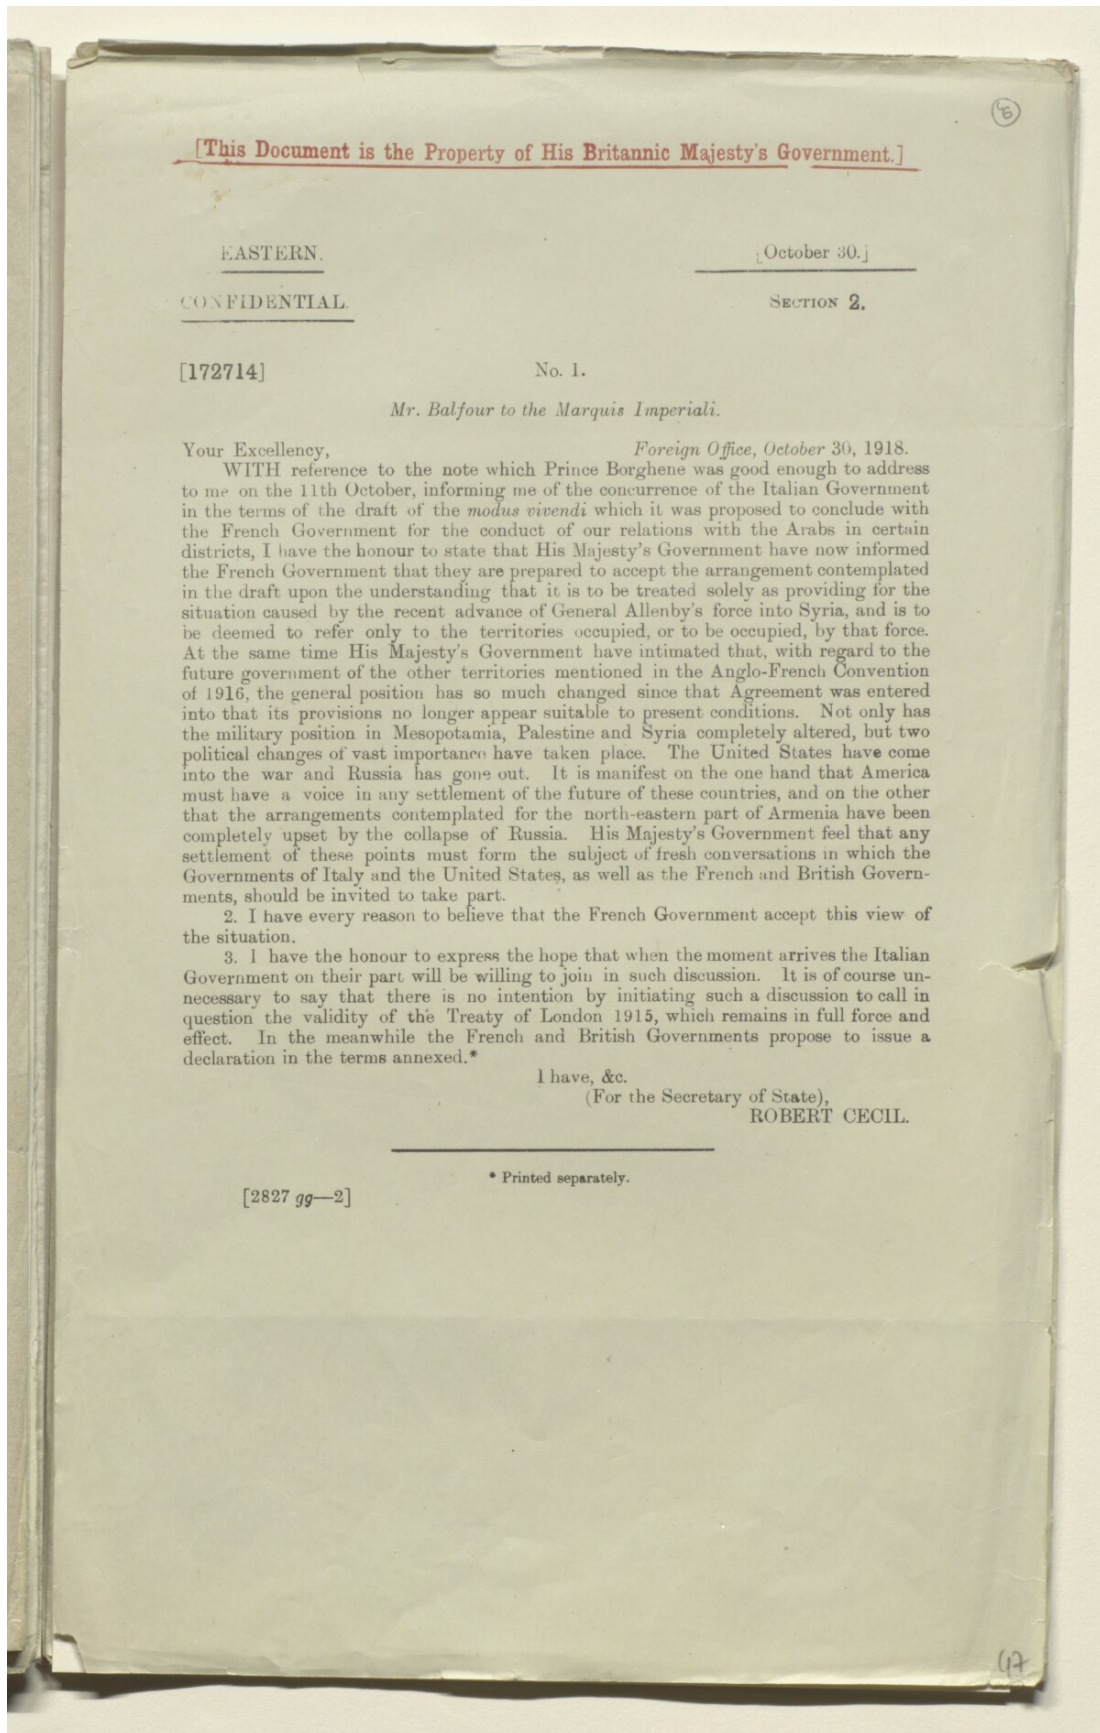 [This Document is the Property of His Britannic Majesty's Government.]
EASTERN.
[October 30.]
CONFIDENTIAL.
SECTION 2.
[172714]
No. 1.
Mr. Balfour to the Marquis Imperiali.
Your Excellency,
Foreign Office, October 30, 1918.
WITH reference to the note which Prince Borghene was good enough to address
to me on the 11th October, informing me of the concurrence of the Italian Government
in the terms of the draft of the modus vivendi which it was proposed to conclude with
the French Government for the conduct of our relations with the Arabs in certain
districts, I have the honour to state that His Majesty's Government have now informed
the French Government that they are prepared to accept the arrangement contemplated
in the draft upon the understanding that it is to be treated solely as providing for the
situation caused by the recent advance of General Allenby's force into Syria, and is to
be deemed to refer only to the territories occupied, or to be occupied, by that force.
At the same time His Majesty's Government have intimated that, with regard to the
future government of the other territories mentioned in the Anglo-French Convention
of 1916, the general position has so much changed since that Agreement was entered
into that its provisions no longer appear suitable to present conditions. Not only has
the military position in Mesopotamia, Palestine and Syria completely altered, but two
political changes of vast importance have taken place. The United States have come
into the war and Russia has gone out. It is manifest on the one hand that America
must have a voice in any settlement of the future of these countries, and on the other
that the arrangements contemplated for the north-eastern part of Armenia have been
completely upset by the collapse of Russia. His Majesty's Government feel that any
settlement of these points must form the subject of fresh conversations in which the
Governments of Italy and the United States, as well as the French and British Govern-
ments, should be invited to take part.
2. I have every reason to believe that the French Government accept this view of
the situation.
3. I have the honour to express the hope that when the moment arrives the Italian
Government on their part will be willing to join in such discussion. It is of course un-
necessary to say that there is no intention by initiating such a discussion to call in
question the validity of the Treaty of London 1915, which remains in full force and
effect. In the meanwhile the French and British Governments propose to issue a
declaration in the terms annexed.*
I have, &c.
(For the Secretary of State),
ROBERT CECIL.
* Printed separately.
[2827 gg—2]
47